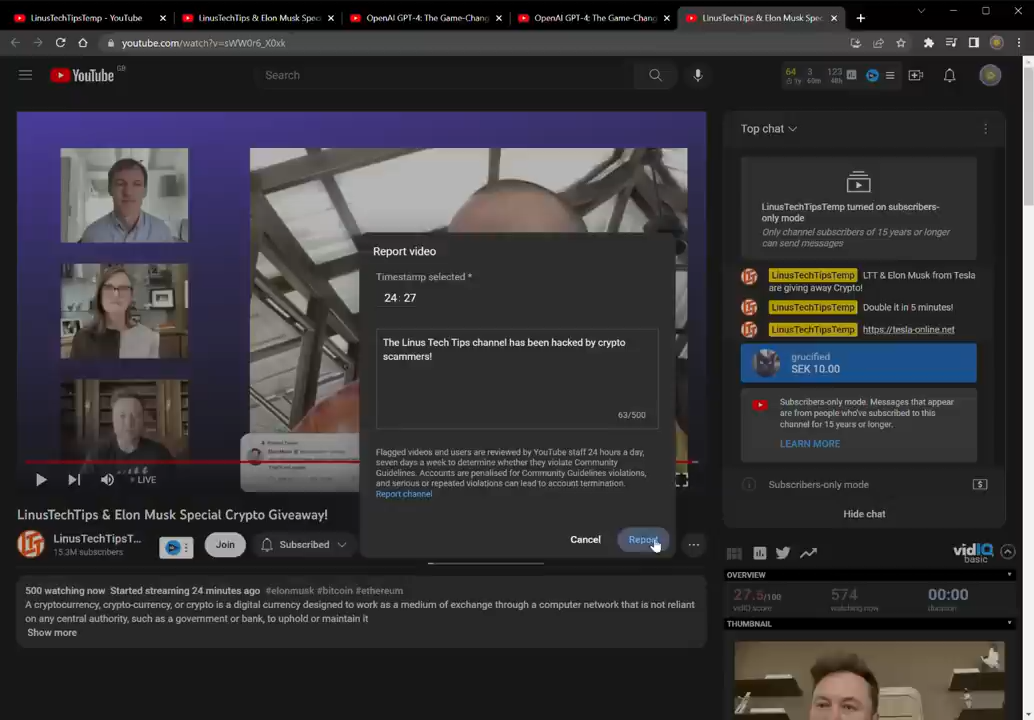 LinusTechTipsTemp - YouTube
LinusTechTips & Elon Musk Spec
OpenAI GPT-4: The Game-Chan
OpenAI GPT-4: The Game-Chan
LinusTechTips & Elon Musk Spec
youtube.com/watch?v=sWW0r6_X0xk
YouTube GB
Search
64 3 123
1y 60m 48h
Report video
Timestamp selected *
24 : 27
The Linus Tech Tips channel has been hacked by crypto
scammers!
63/500
Flagged videos and users are reviewed by YouTube staff 24 hours a day,
seven days a week to determine whether they violate Community
Guidelines. Accounts are penalised for Community Guidelines violations,
and serious or repeated violations can lead to account termination.
Report channel
Cancel
Report
LIVE
LinusTechTips & Elon Musk Special Crypto Giveaway!
LinusTechTipsT...
15.3M subscribers
Join
Subscribed
500 watching now Started streaming 24 minutes ago #elonmusk #bitcoin #ethereum
A cryptocurrency, crypto-currency, or crypto is a digital currency designed to work as a medium of exchange through a computer network that is not reliant
on any central authority, such as a government or bank, to uphold or maintain it
Show more
Top chat
LinusTechTipsTemp turned on subscribers-
only mode
Only channel subscribers of 15 years or longer
can send messages
LinusTechTipsTemp LTT & Elon Musk from Tesla
are giving away Crypto!
LinusTechTipsTemp Double it in 5 minutes!
LinusTechTipsTemp https://tesla-online.net
grucified
SEK 10.00
Subscribers-only mode. Messages that appear
are from people who've subscribed to this
channel for 15 years or longer.
LEARN MORE
Subscribers-only mode
Hide chat
vidIQ
basic
OVERVIEW
27.5/100 574 00:00
vidIQ score watching now duration
THUMBNAIL